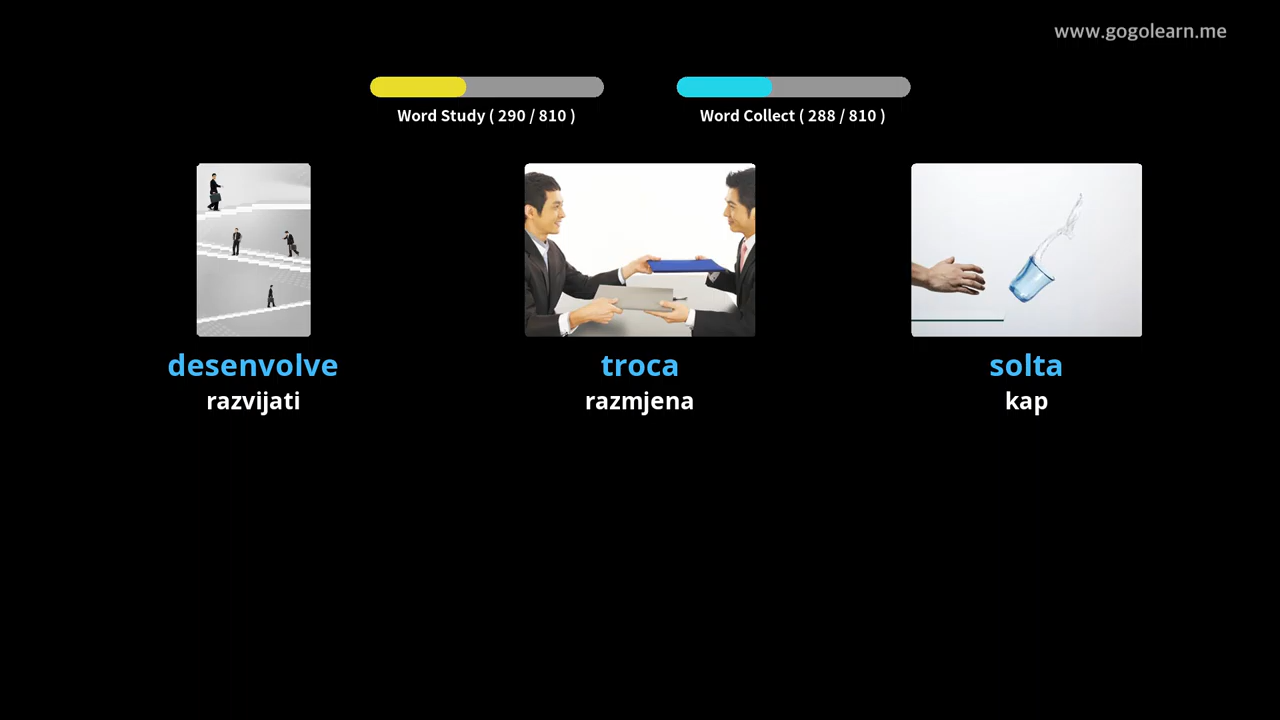 www.gogolearn.me
Word Study ( 290 / 810 )
Word Collect ( 288 / 810 )
desenvolve
razvijati
troca
razmjena
solta
kap